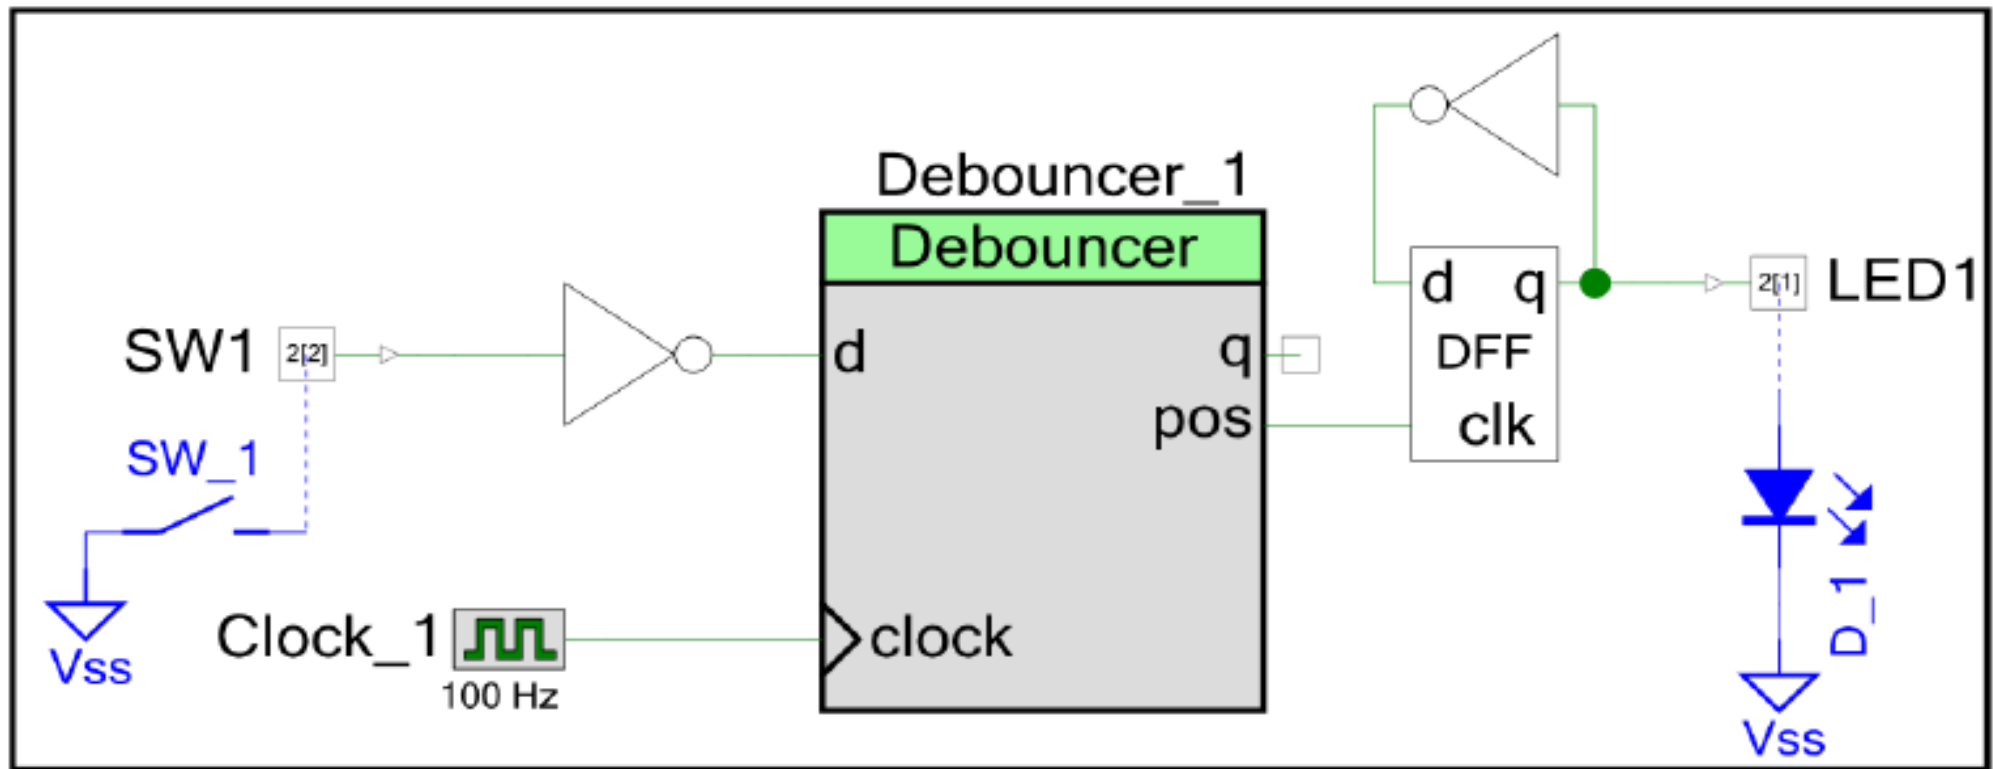 Debouncer_1
Debouncer
d
q
DFF
clk
2[1]
LED1
SW1
2[2]
d
q
pos
SW_1
Vss
Clock_1
100 Hz
clock
D_1
Vss